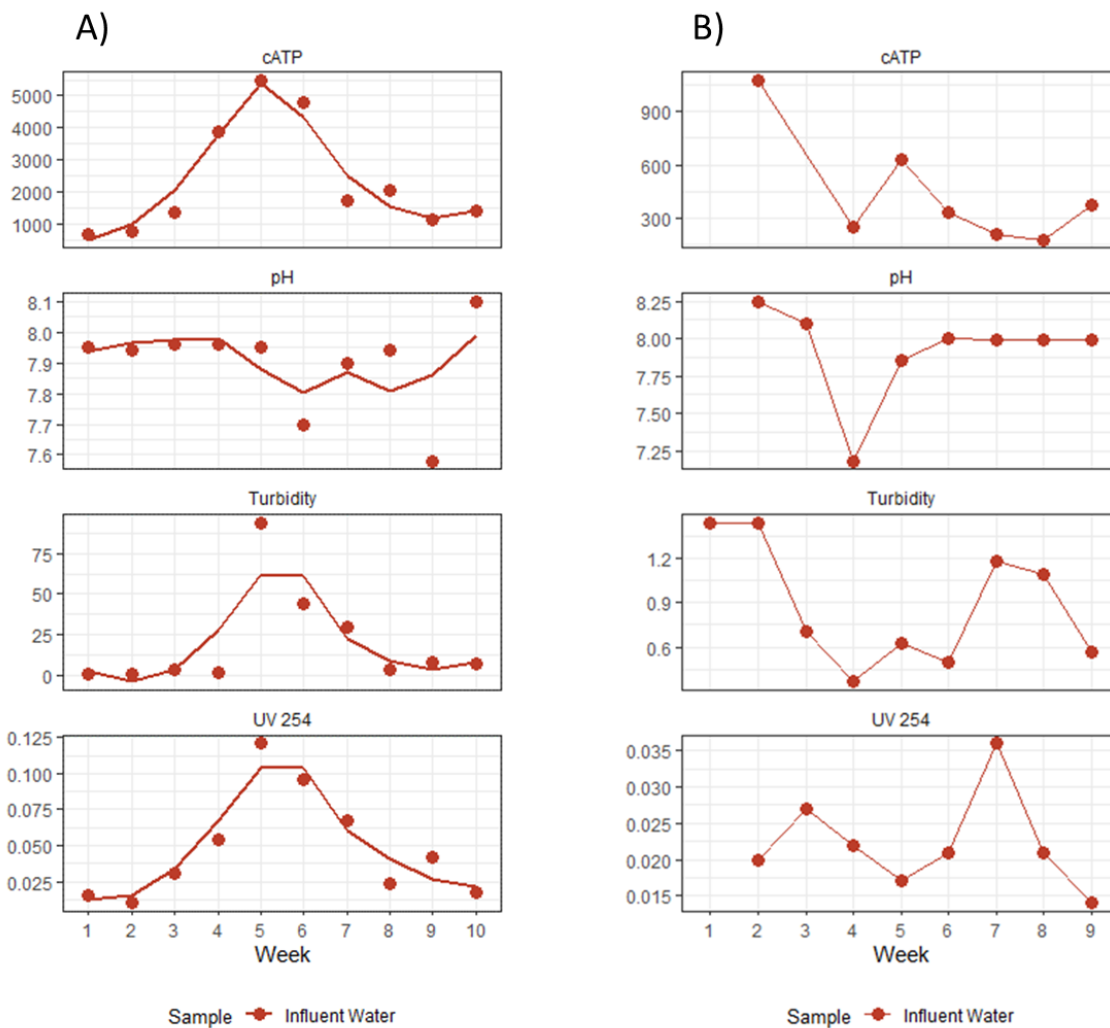 A)
cATP
5000
4000
3000
2000
1000
pH
8.1
8.0
7.9
7.8
7.7
7.6
Turbidity
75
50
25
0
UV 254
0.125
0.100
0.075
0.050
0.025
1 2 3 4 5 6 7 8 9 10
Week
Sample Influent Water
B)
cATP
900
600
300
pH
8.25
8.00
7.75
7.50
7.25
Turbidity
1.2
0.9
0.6
UV 254
0.035
0.030
0.025
0.020
0.015
1 2 3 4 5 6 7 8 9
Week
Sample Influent Water